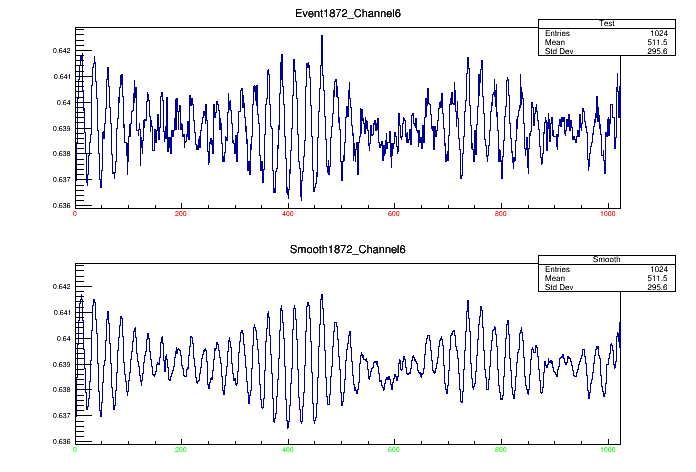 Event1872_Channel6
Test
Entries 1024
Mean 511.5
Std Dev 295.6
0.642
0.641
0.64
0.639
0.638
0.637
0.636
0 200 400 600 800 1000
Smooth1872_Channel6
Smooth
Entries 1024
Mean 511.5
Std Dev 295.6
0.642
0.64
0.639
0.638
0.637
0.636
0 200 400 600 800 1000